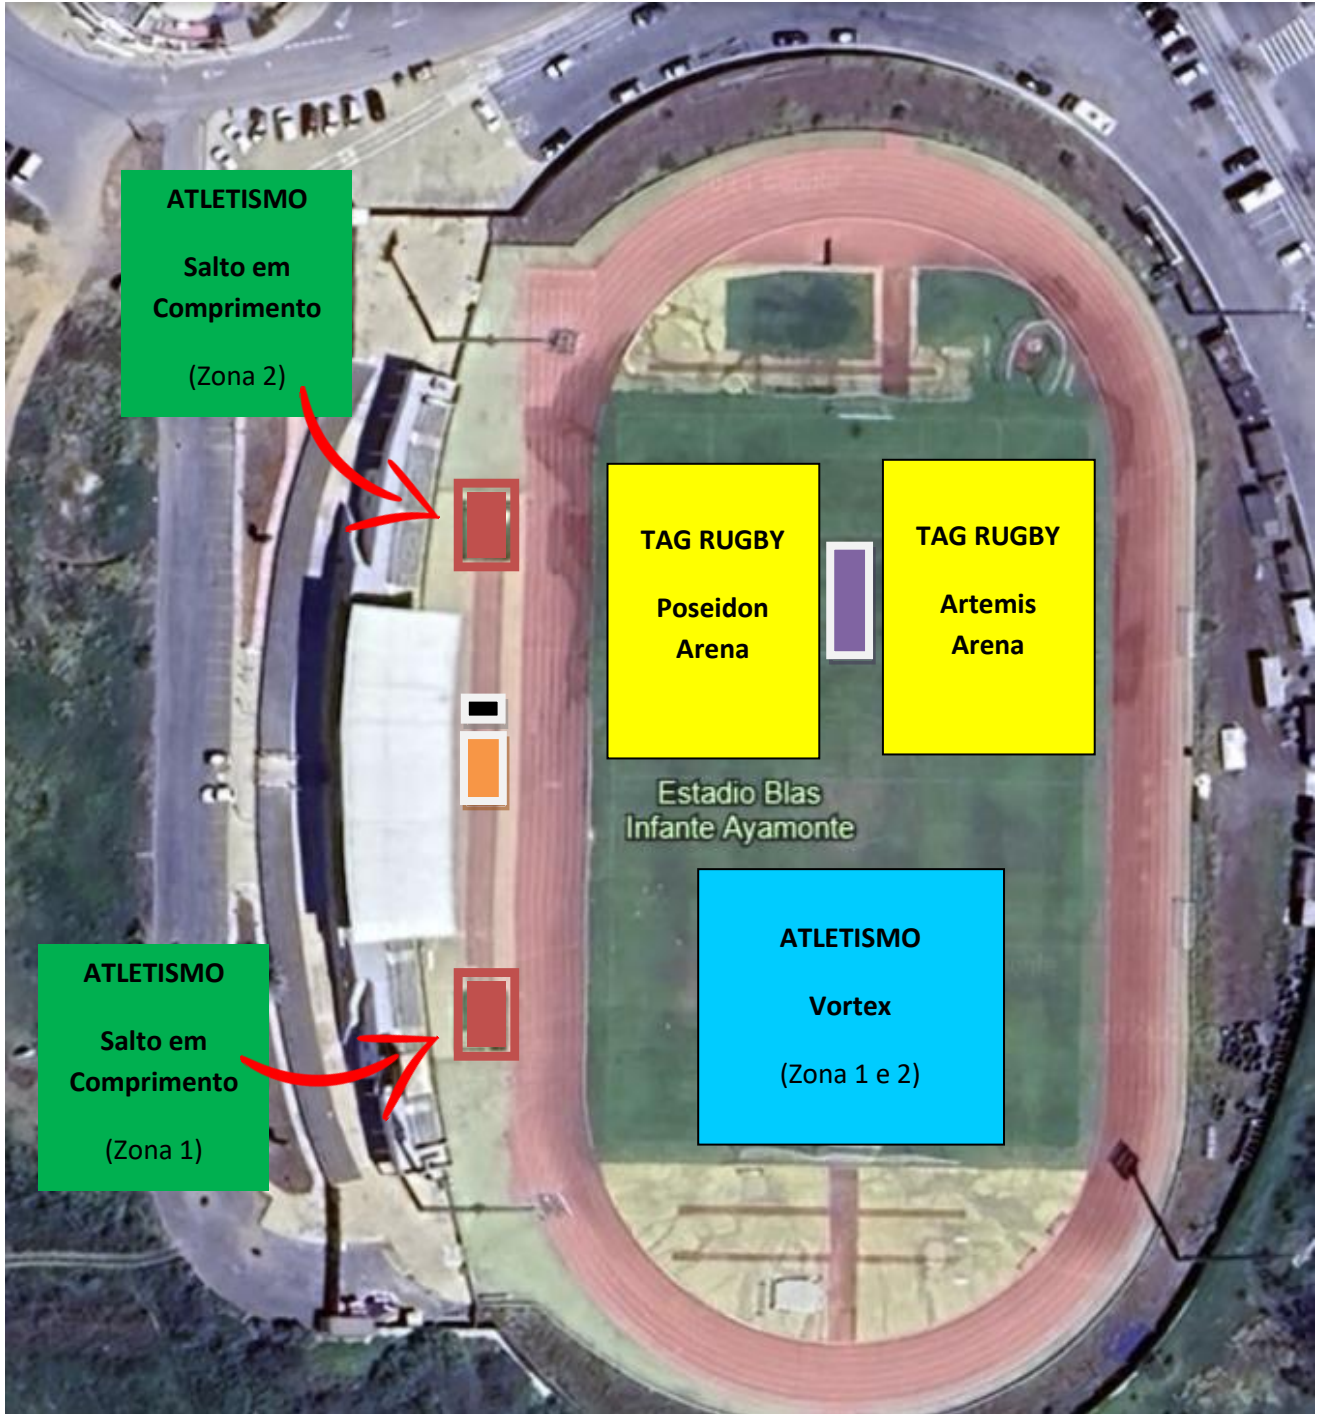 ATLETISMO
Salto em
Comprimento
(Zona 2)
TAG RUGBY
Poseidon
Arena
TAG RUGBY
Artemis
Arena
Estadio Blas
Infante Ayamonte
ATLETISMO
Vortex
(Zona 1 e 2)
ATLETISMO
Salto em
Comprimento
(Zona 1)